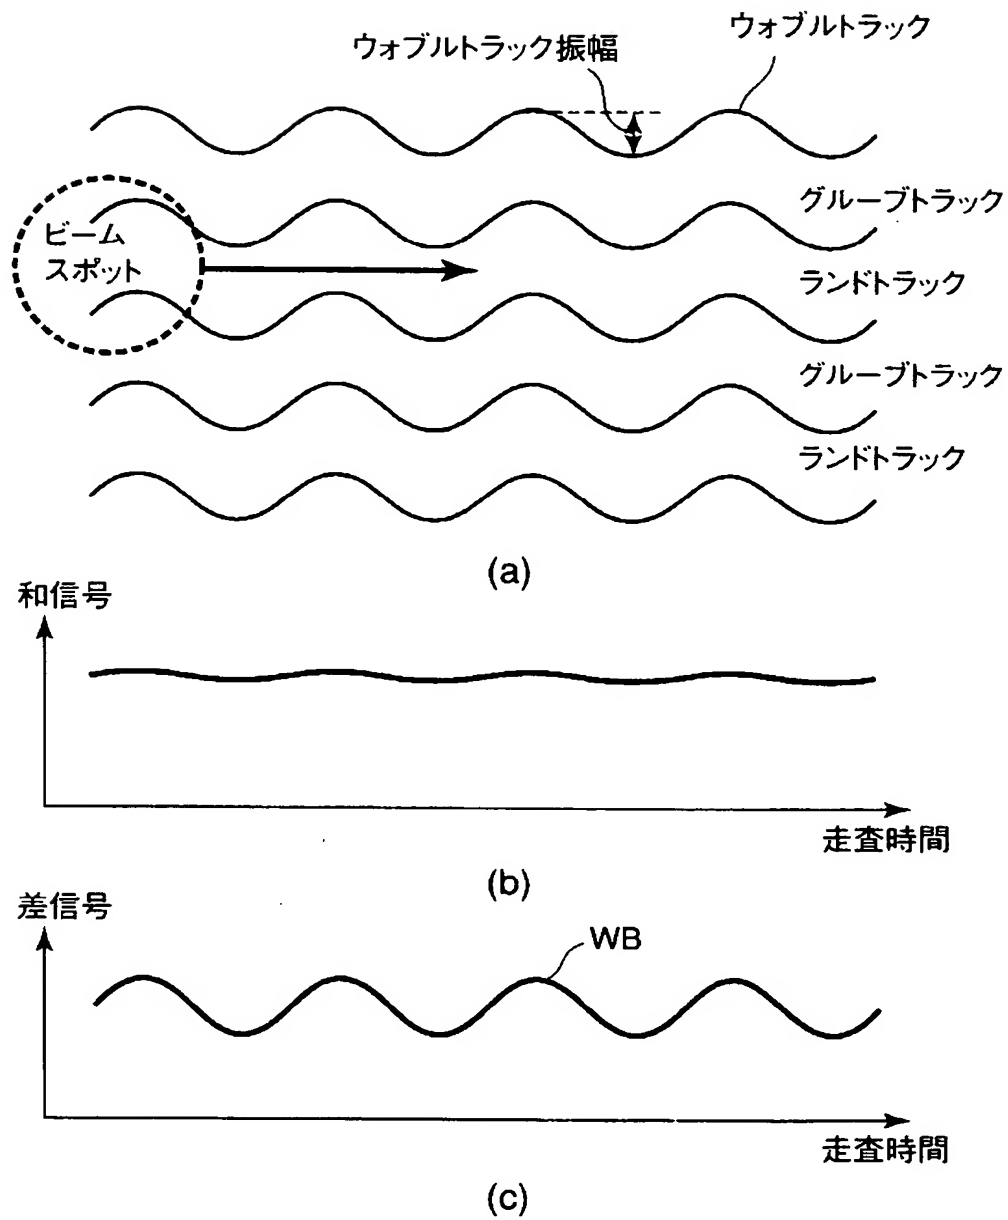 ウォブルトラック
ウォブルトラック振幅
グルーブトラック
ビーム
スポット
ランドトラック
グルーブトラック
ランドトラック
(a)
和信号
走査時間
(b)
差信号
WB
走査時間
(c)